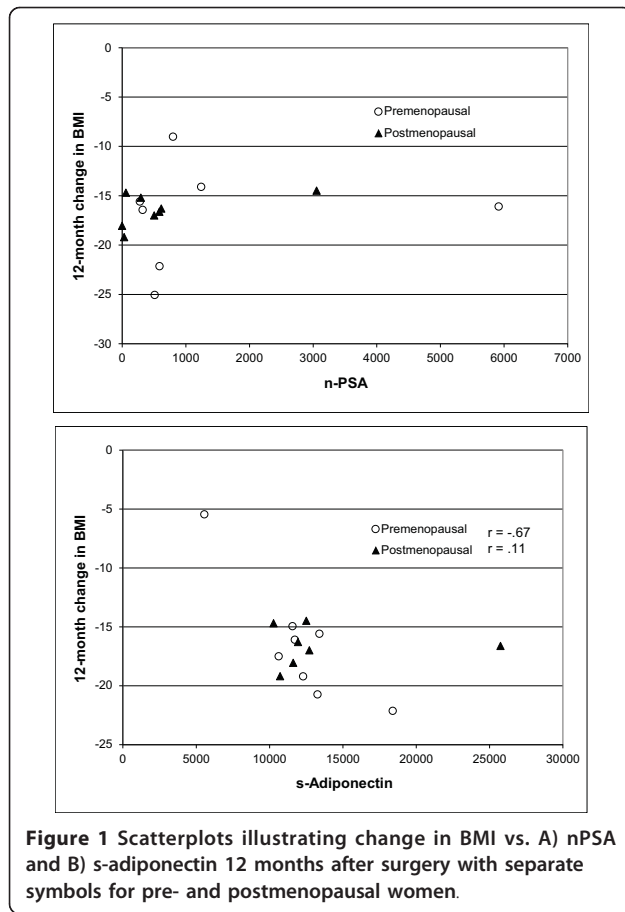 0
-5
-10
-15
-20
-25
-30
12-month change in BMI
Premenopausal
Postmenopausal
0 1000 2000 3000 4000 5000 6000 7000
n-PSA
0
-5
-10
-15
-20
-25
12-month change in BMI
Premenopausal r = -.67
Postmenopausal r = .11
0 5000 10000 15000 20000 25000 30000
s-Adiponectin
Figure 1 Scatterplots illustrating change in BMI vs. A) nPSA
and B) s-adiponectin 12 months after surgery with separate
symbols for pre- and postmenopausal women.